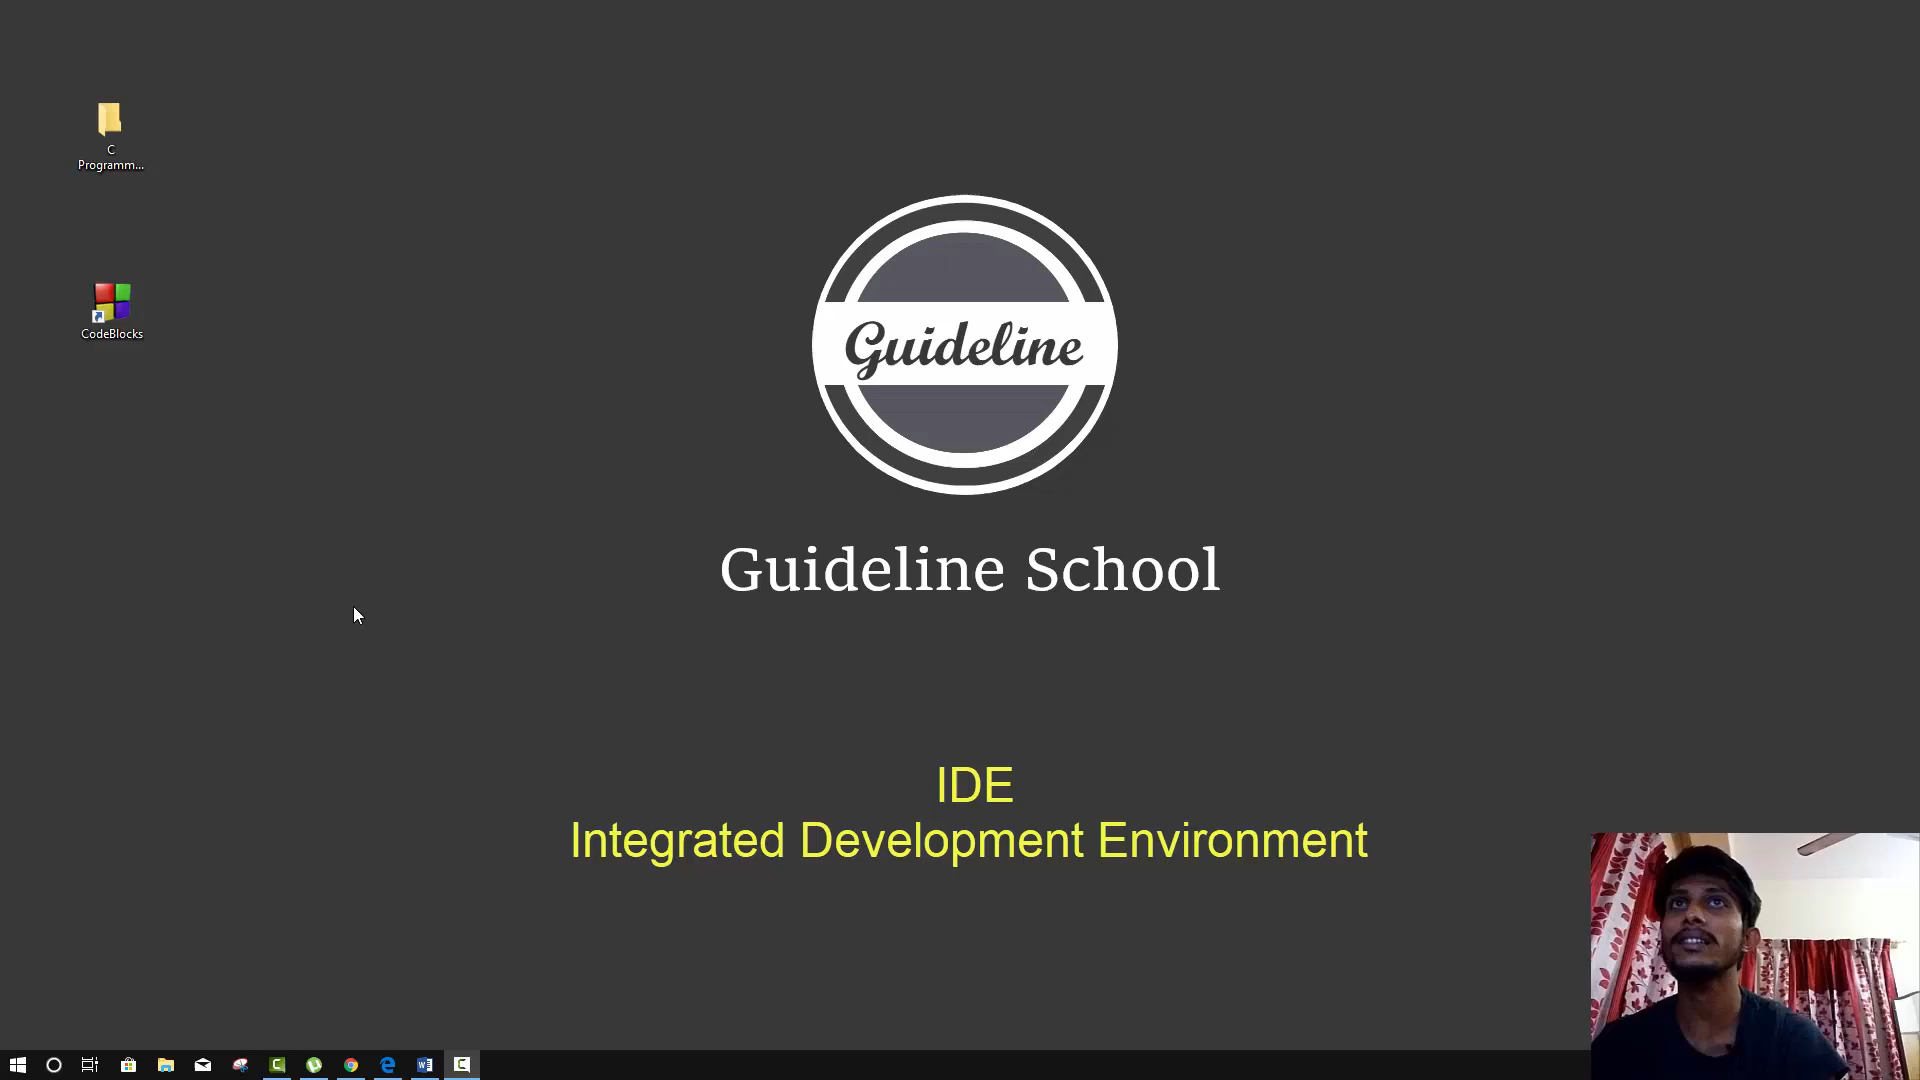 C
Programm...
CodeBlocks
Guideline
Guideline School
IDE
Integrated Development Environment